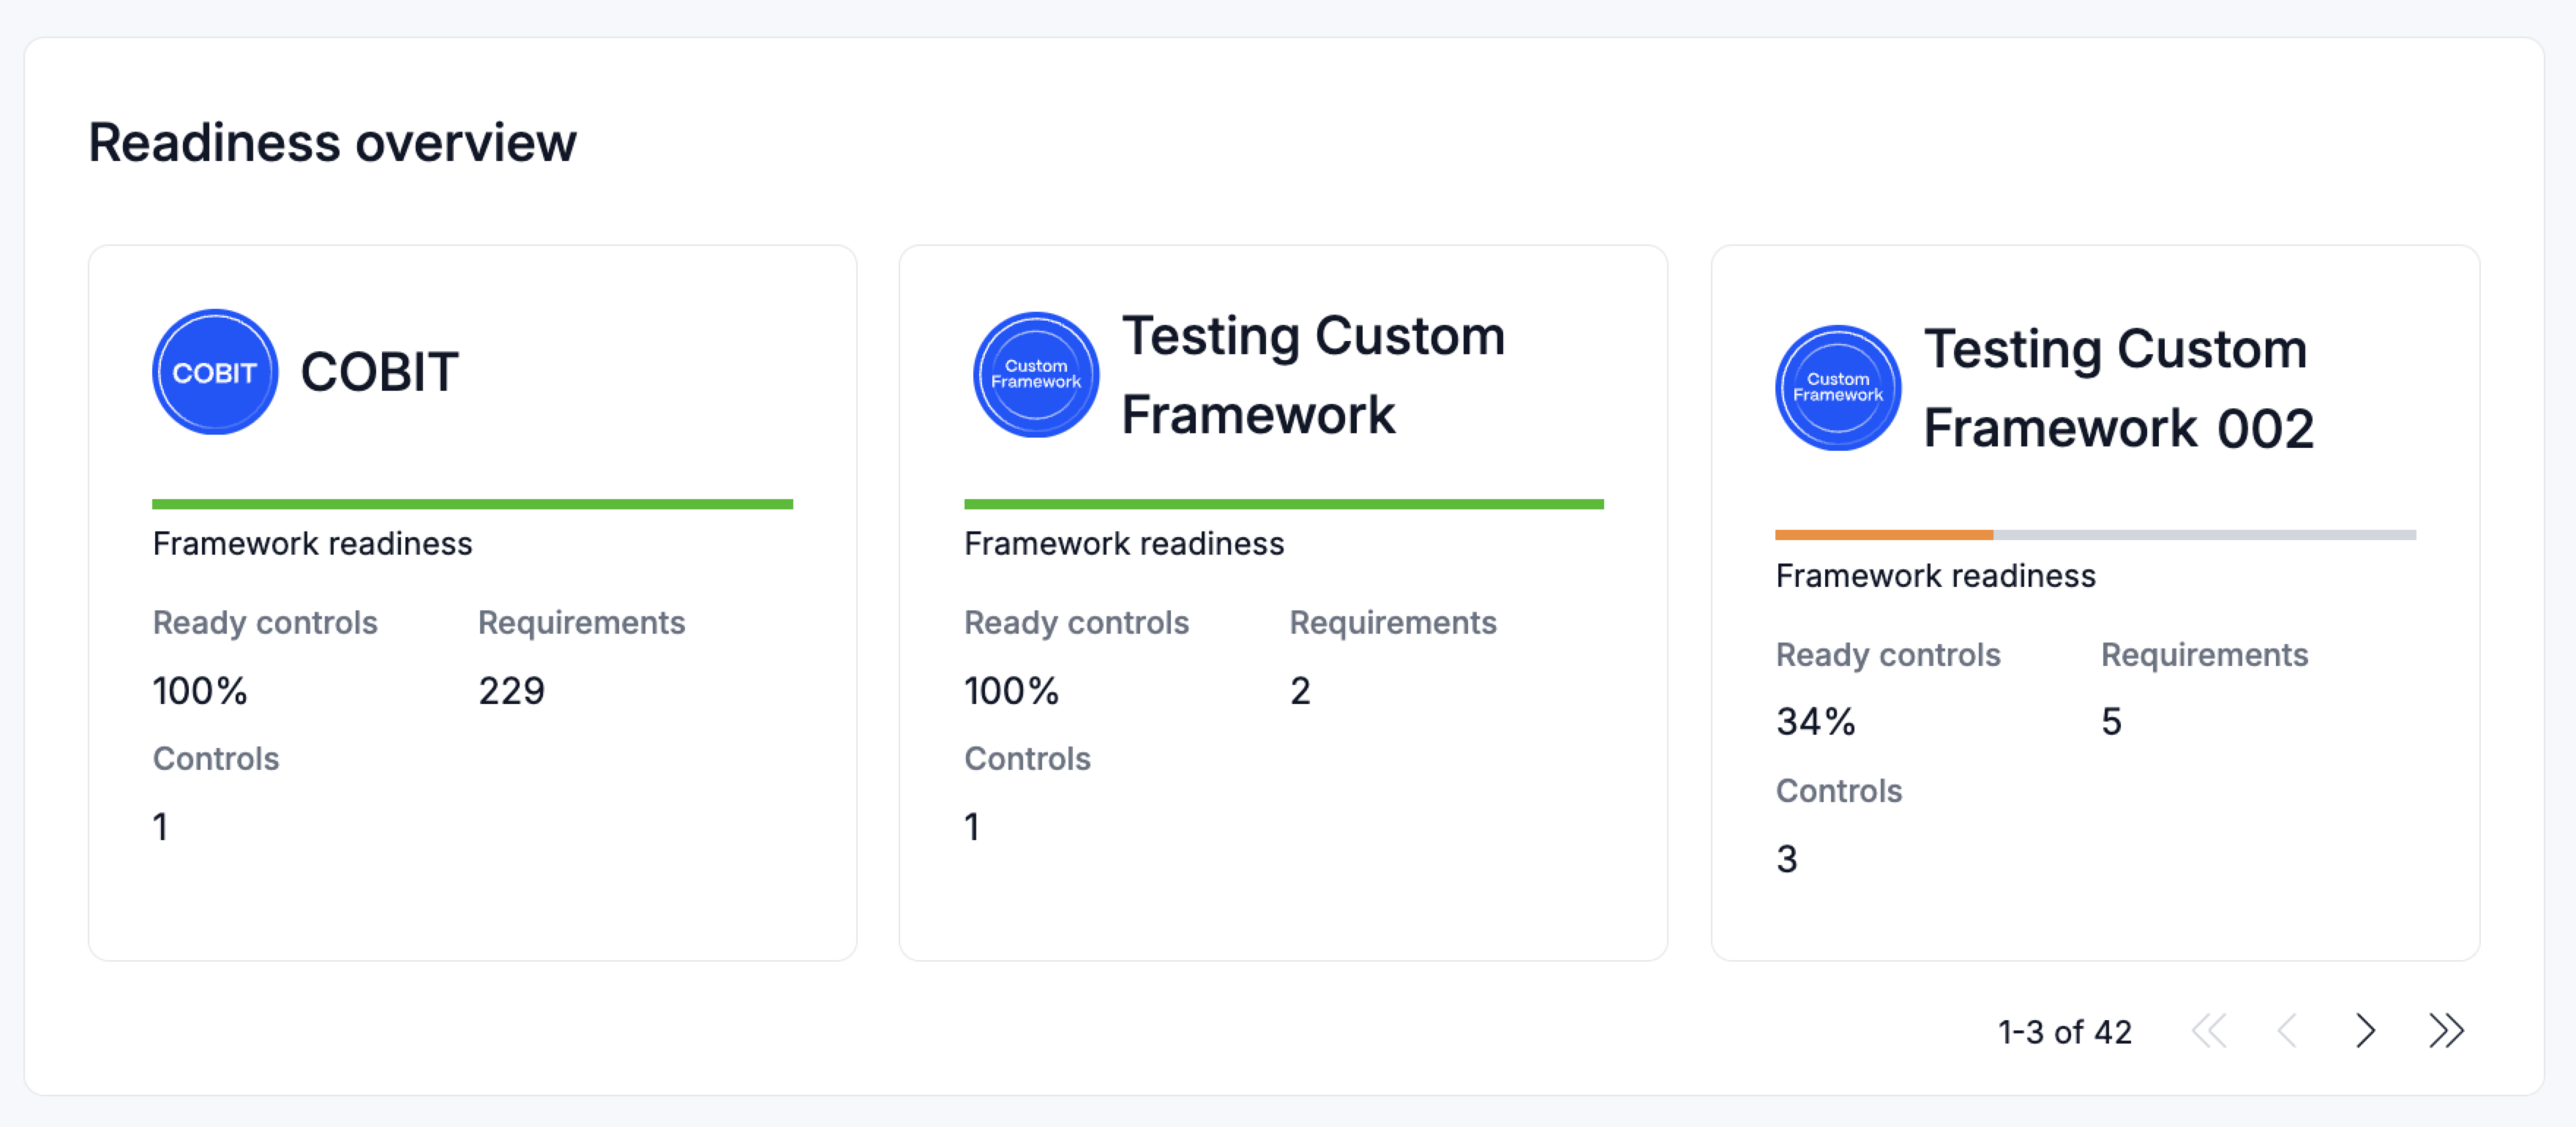 Readiness overview
COBIT
COBIT
Framework readiness
Ready controls
Requirements
100%
229
Controls
1
Custom
Framework
Testing Custom
Framework
Framework readiness
Ready controls
Requirements
100%
2
Controls
1
Custom
Framework
Testing Custom
Framework 002
Framework readiness
Ready controls
Requirements
34%
5
Controls
3
1-3 of 42